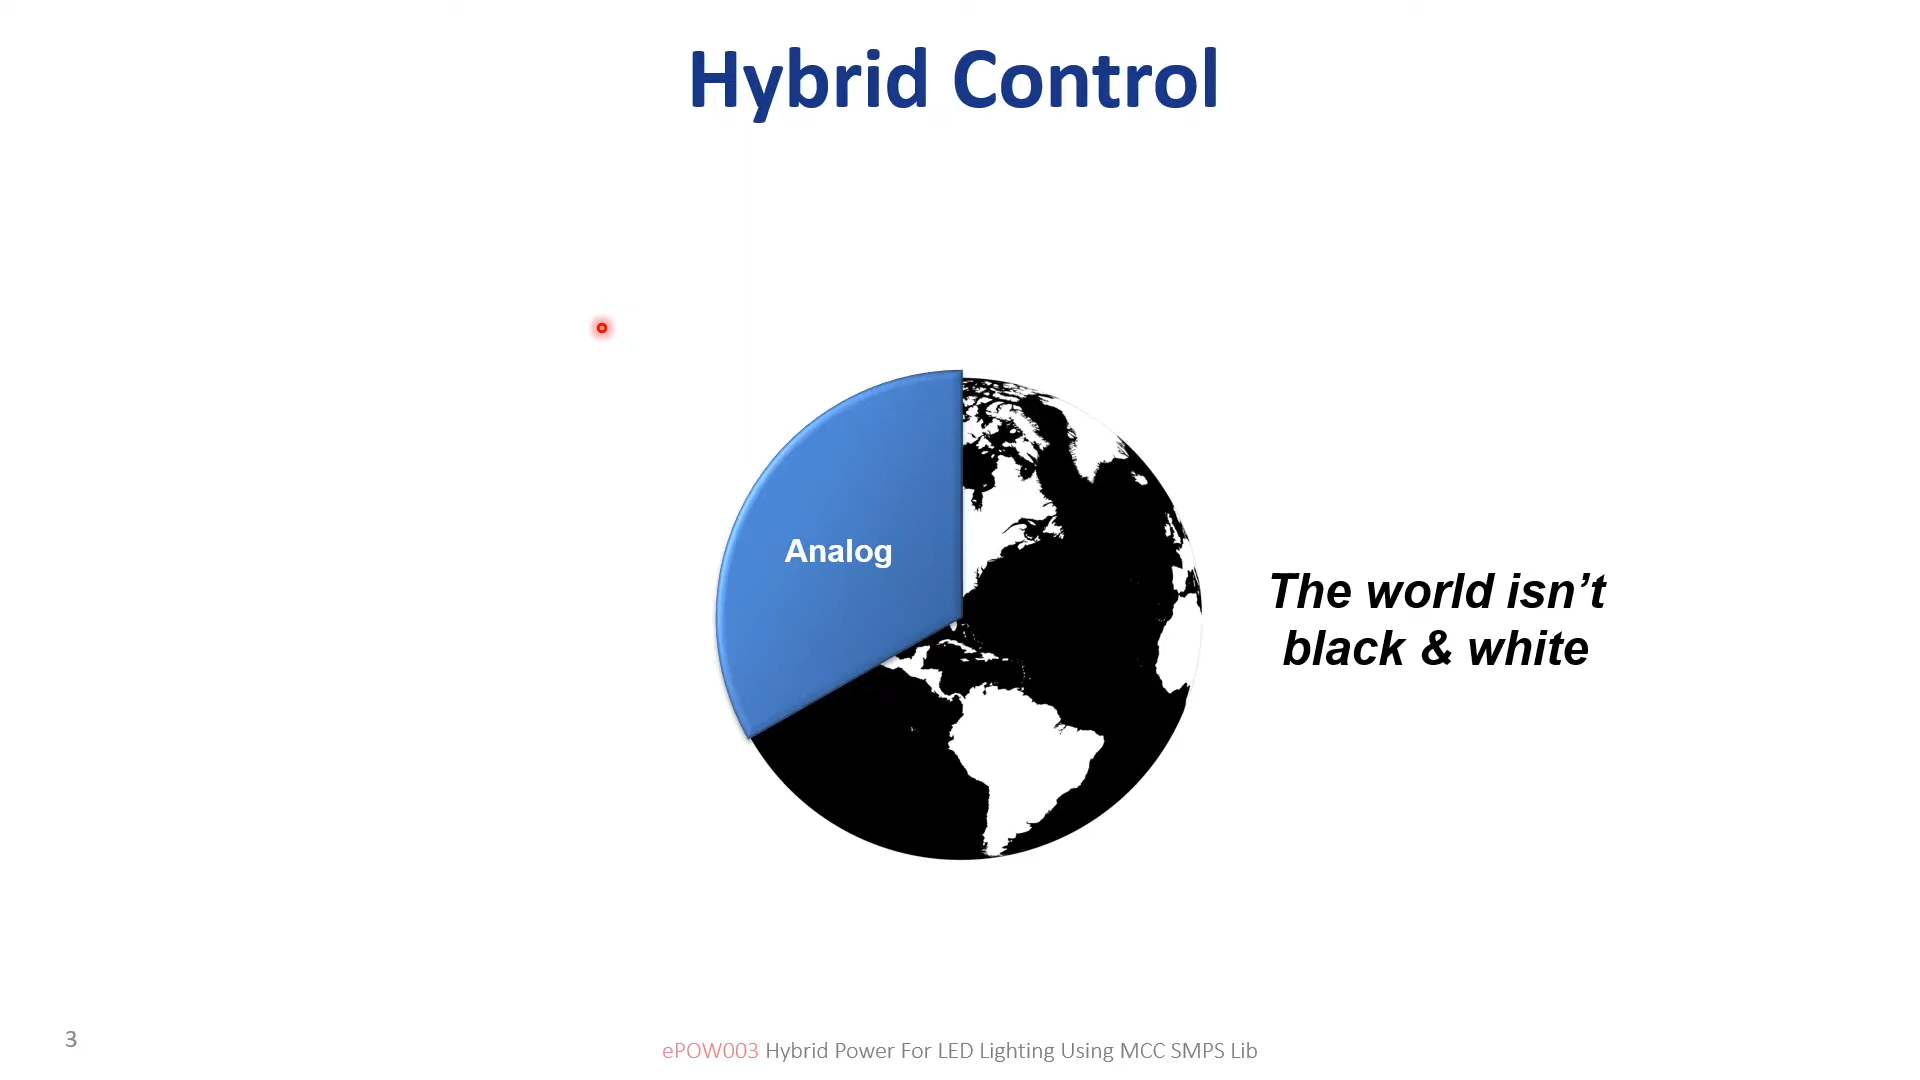 Hybrid Control
Analog
The world isn’t
black & white
3
ePOW003 Hybrid Power For LED Lighting Using MCC SMPS Lib